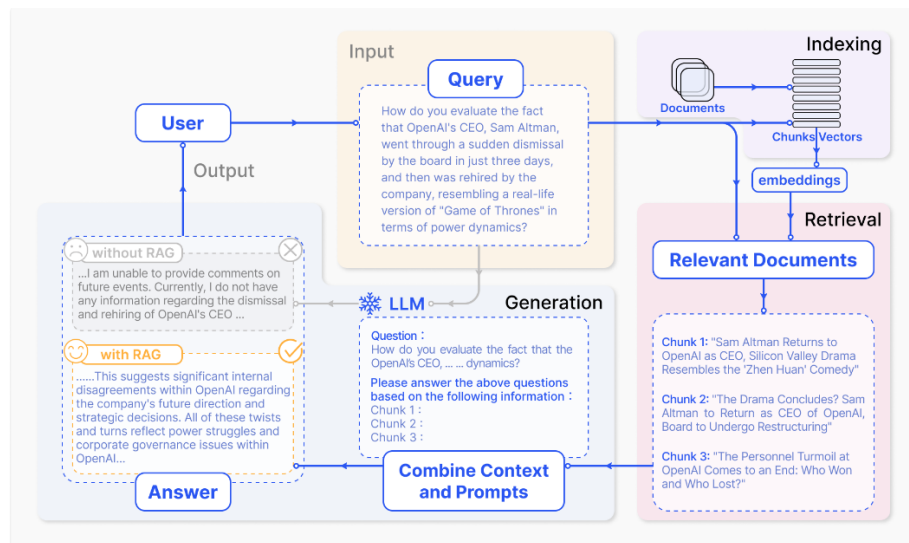 Input
Query
How do you evaluate the fact
that OpenAI's CEO, Sam Altman,
went through a sudden dismissal
by the board in just three days,
and then was rehired by the
company, resembling a real-life
version of "Game of Thrones" in
terms of power dynamics?
Indexing
Documents
Chunks Vectors
embeddings
User
Output
Retrieval
Relevant Documents
Chunk 1: "Sam Altman Returns to
OpenAI as CEO, Silicon Valley Drama
Resembles the 'Zhen Huan' Comedy"
Chunk 2: "The Drama Concludes? Sam
Altman to Return as CEO of OpenAI,
Board to Undergo Restructuring"
Chunk 3: "The Personnel Turmoil at
OpenAI Comes to an End: Who Won
and Who Lost?"
LLM
Generation
Question :
How do you evaluate the fact that the
OpenAI's CEO, ... ... dynamics?
Please answer the above questions
based on the following information :
Chunk 1 :
Chunk 2 :
Chunk 3 :
Combine Context
and Prompts
without RAG
...I am unable to provide comments on
future events. Currently, I do not have
any information regarding the dismissal
and rehiring of OpenAI's CEO ...
with RAG
......This suggests significant internal
disagreements within OpenAI regarding
the company's future direction and
strategic decisions. All of these twists
and turns reflect power struggles and
corporate governance issues within
OpenAI...
Answer